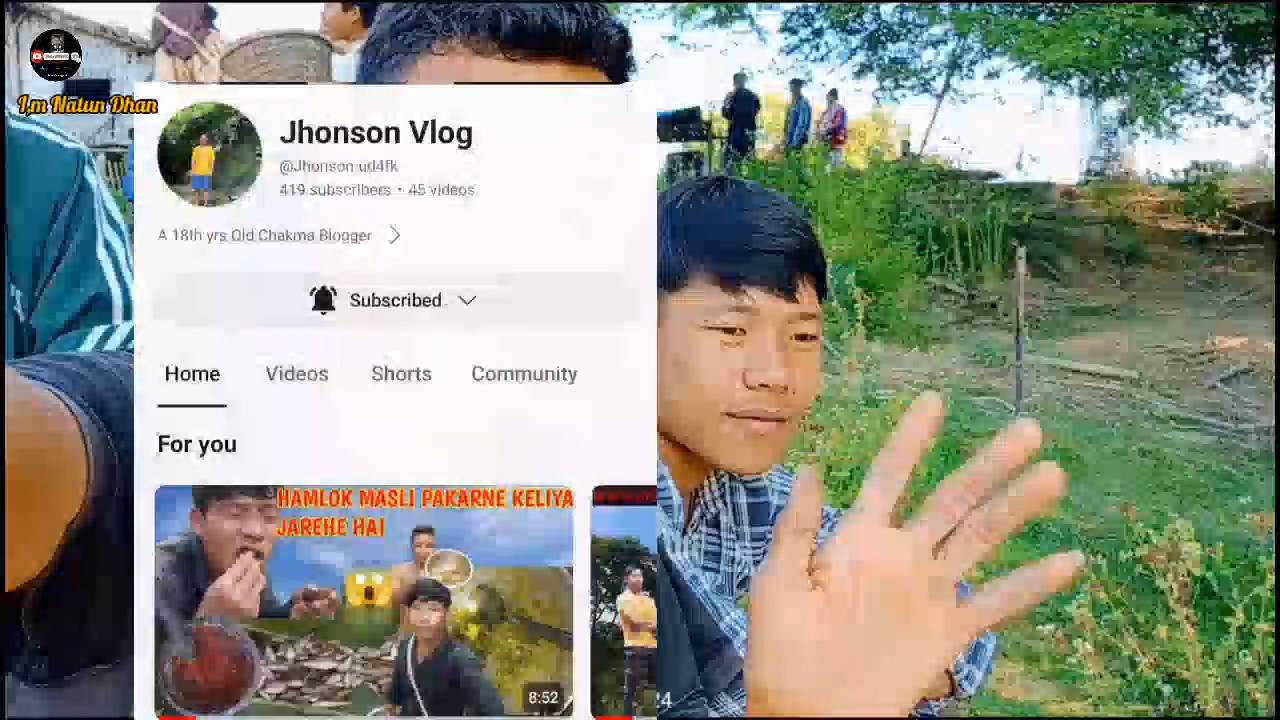 I,m Natun Dhan
Jhonson Vlog
@Jhonson-ud4fk
419 subscribers • 45 videos
A 18th yrs Old Chakma Blogger
Subscribed
Home Videos Shorts Community
For you
HAMLOK MASLI PAKARNE KELIYA
JAREHE HAI
8:52